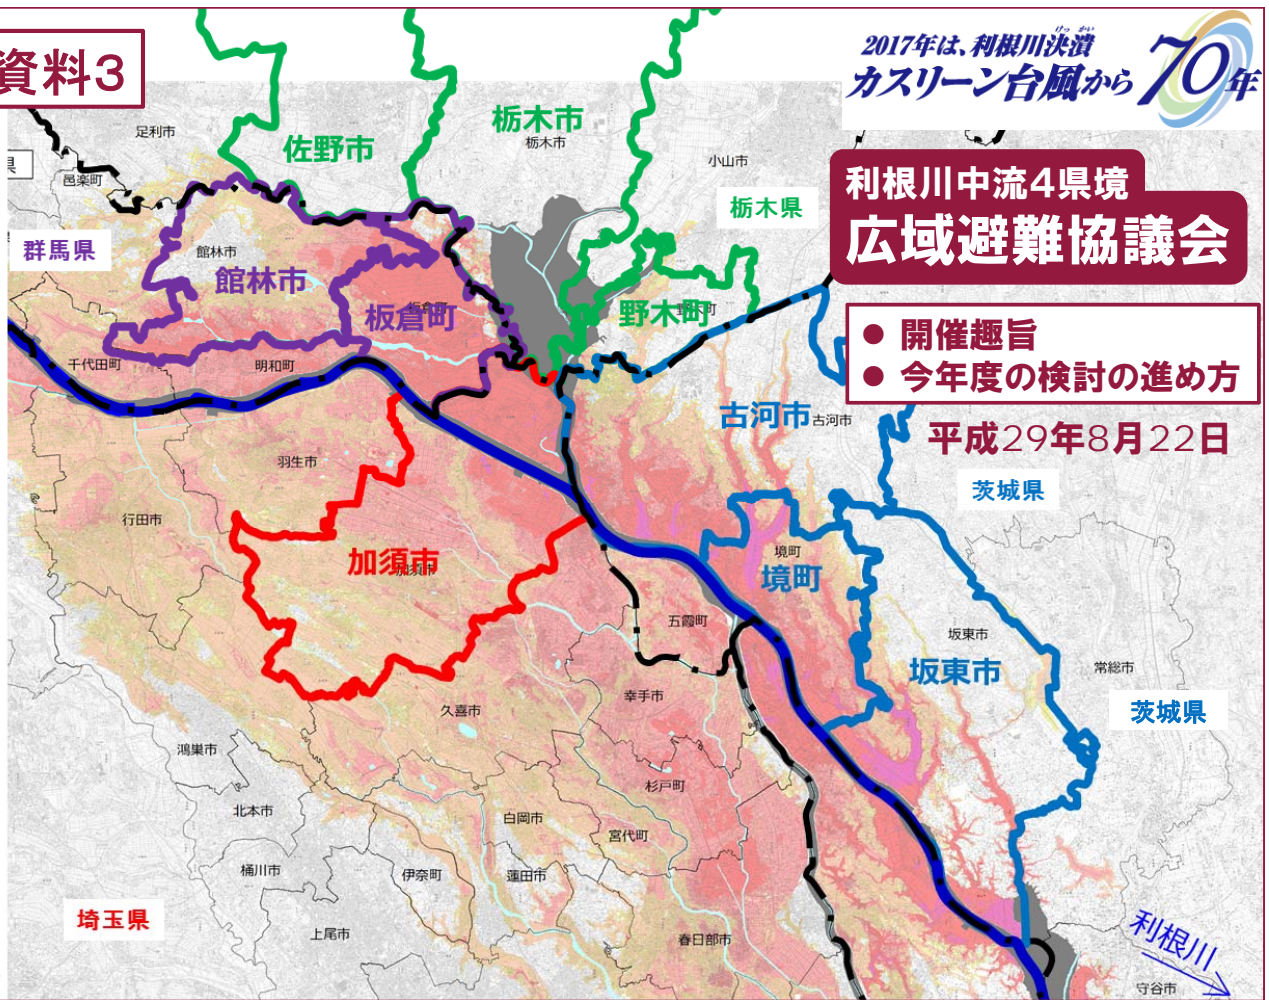 資料3
2017年は、利根川決潰
けっ かい
カスリーン台風から70年
利根川中流4県境
広域避難協議会
● 開催趣旨
● 今年度の検討の進め方
平成29年8月22日
足利市
佐野市
栃木市
栃木市
小山市
邑楽町
県
栃木県
群馬県
館林市
館林市
板倉町
野木町
千代田町
明和町
古河市
古河市
茨城県
羽生市
行田市
加須市
境町
境町
五霞町
坂東市
坂東市
常総市
幸手市
茨城県
久喜市
鴻巣市
杉戸町
北本市
白岡市
宮代町
桶川市
伊奈町
蓮田市
埼玉県
上尾市
春日部市
利根川
守谷市